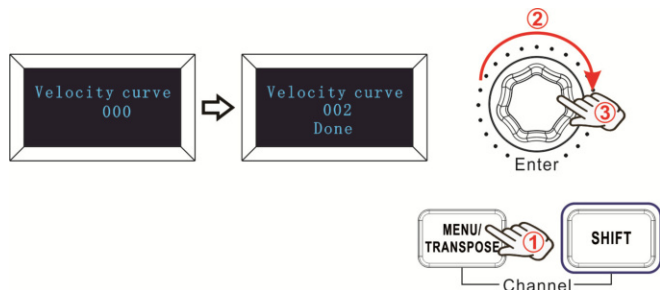 Velocity curve
000
Velocity curve
002
Done
②
③
Enter
MENU/
TRANSPOSE
①
SHIFT
Channel